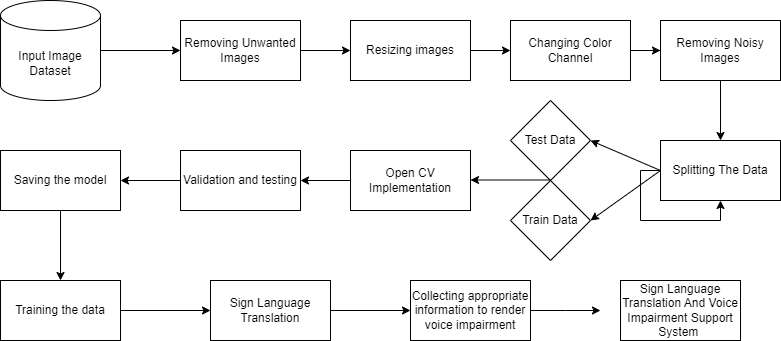 Input Image
Dataset
Removing Unwanted
Images
Resizing images
Changing Color
Channel
Removing Noisy
Images
Test Data
Splitting The Data
Train Data
Open CV
Implementation
Validation and testing
Saving the model
Training the data
Sign Language
Translation
Collecting appropriate
information to render
voice impairment
Sign Language
Translation And Voice
Impairment Support
System